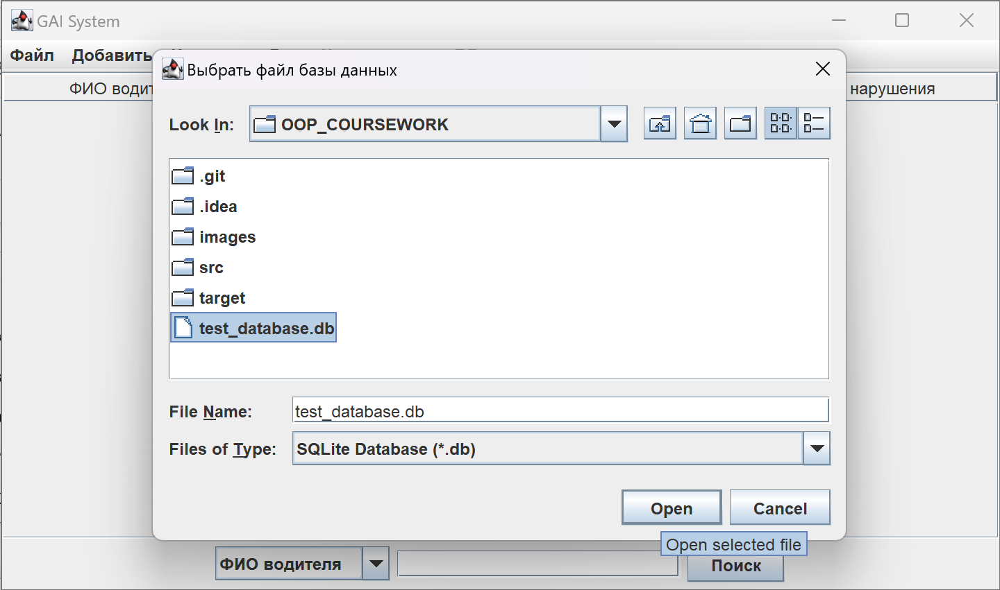 GAI System
Файл Добавить
Выбрать файл базы данных
ФИО нарушения
Look In: OOP_COURSEWORK
.git
.idea
images
src
target
test_database.db
File Name: test_database.db
Files of Type: SQLite Database (*.db)
Open Cancel
Open selected file
ФИО водителя Поиск